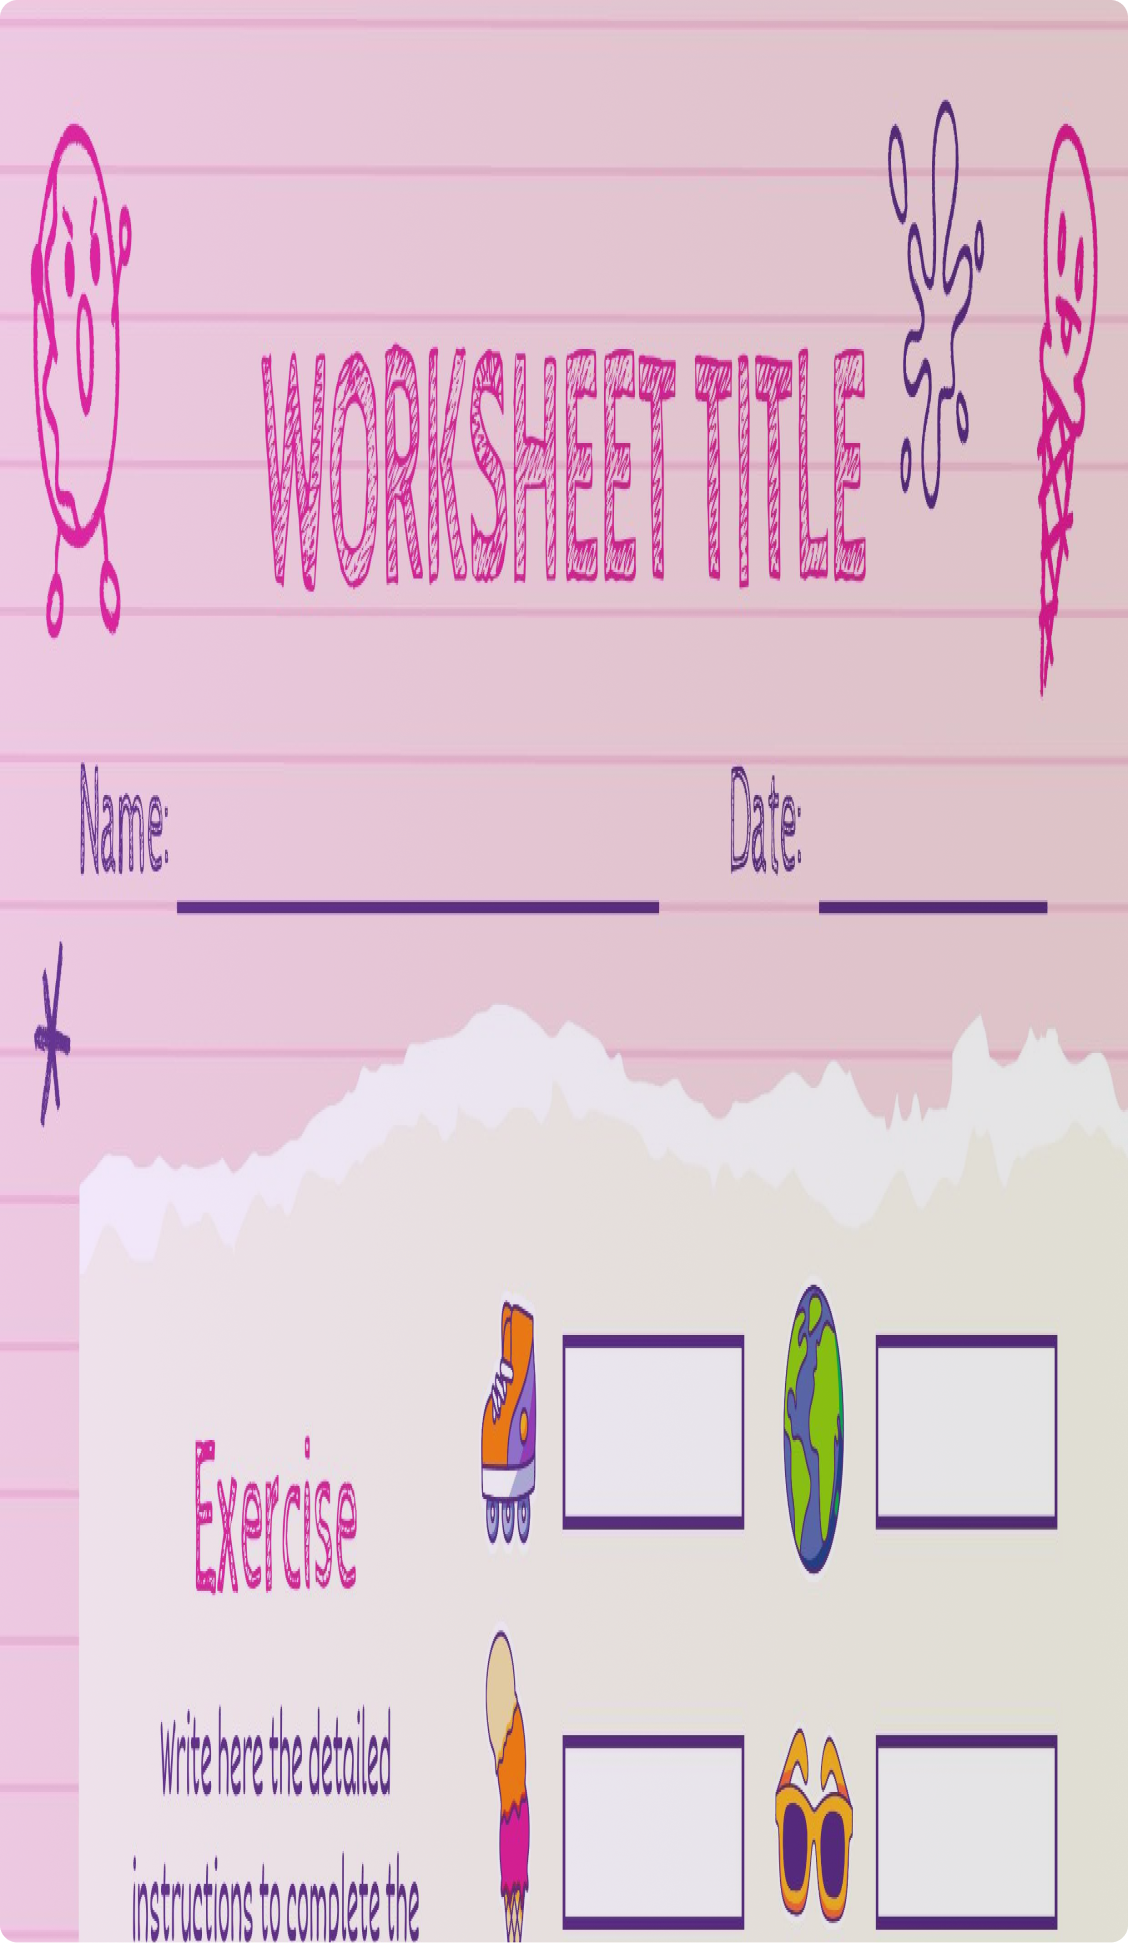 WORKSHEET TITLE
Name:
Date:
Exercise
Write here the detailed
instructions to complete the